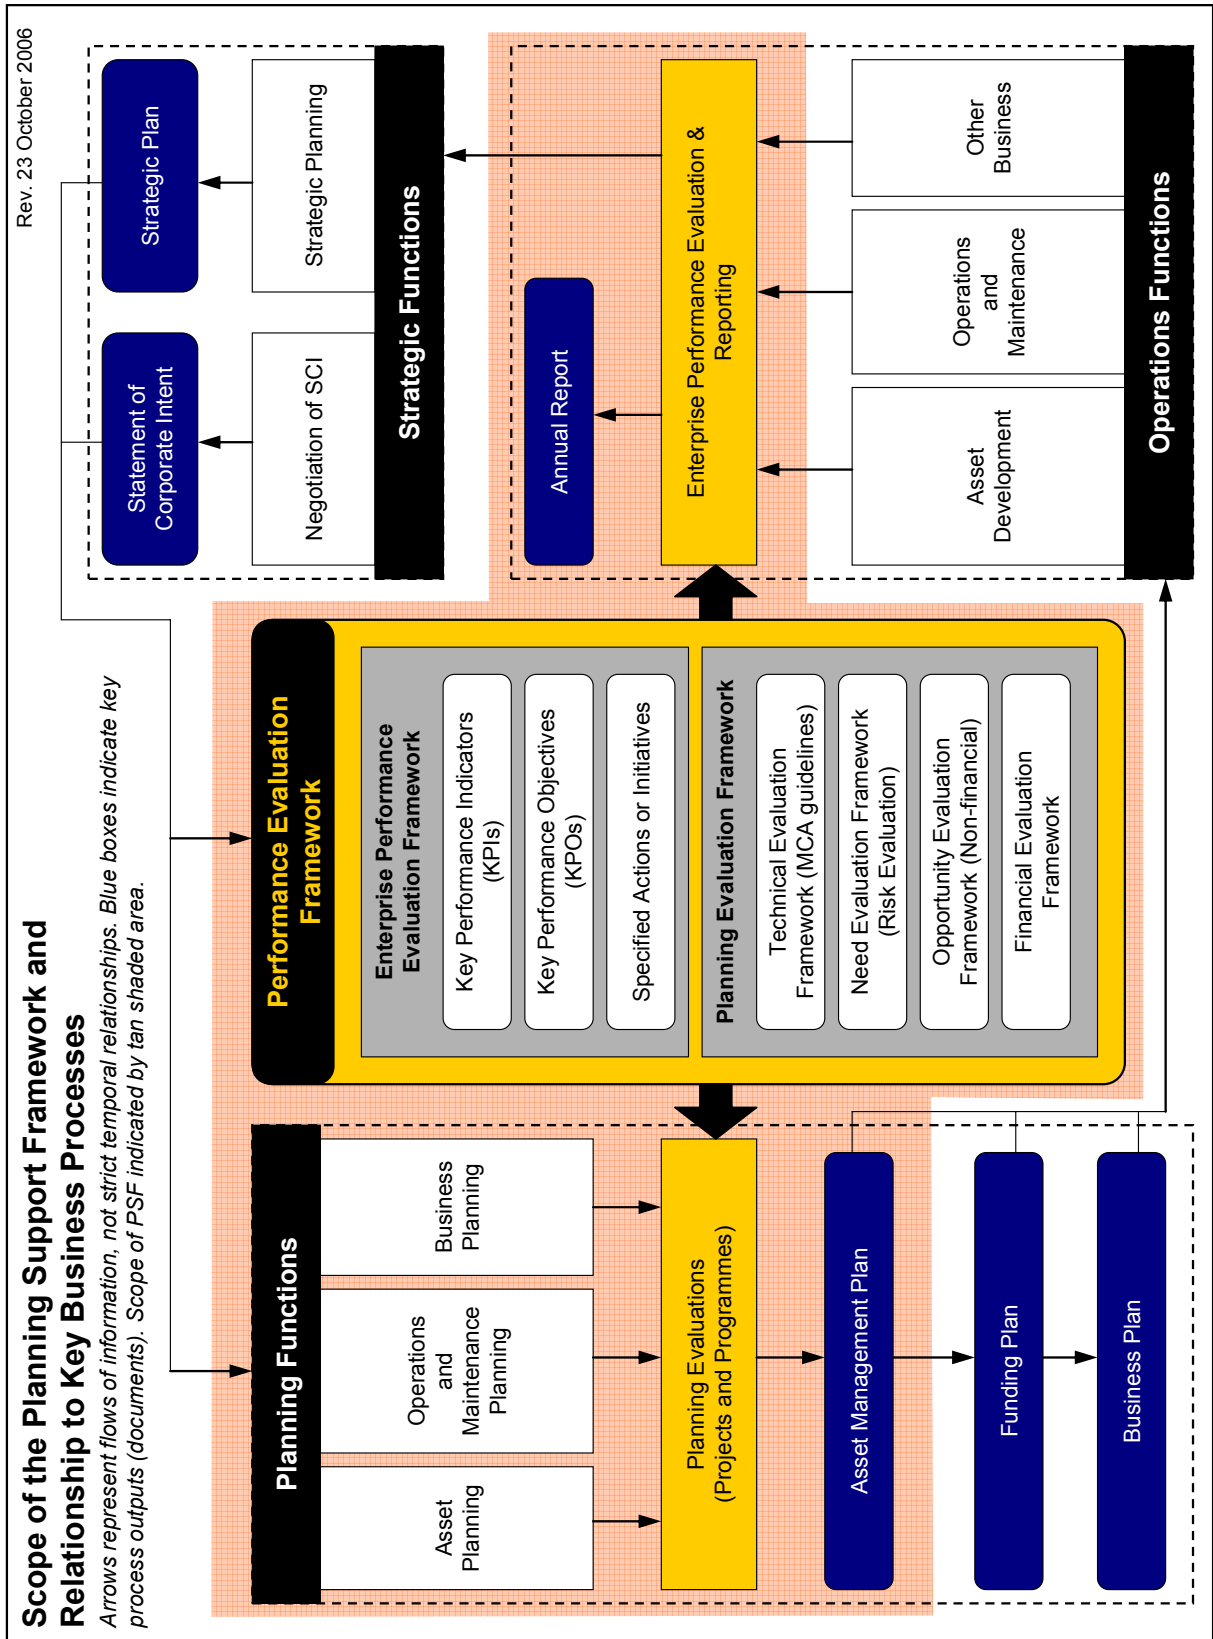 Scope of the Planning Support Framework and
Relationship to Key Business Processes
Arrows represent flows of information, not strict temporal relationships. Blue boxes indicate key
process outputs (documents). Scope of PSF indicated by tan shaded area.
Rev. 23 October 2006
Planning Functions
Asset
Planning
Operations
and
Maintenance
Planning
Business
Planning
Planning Evaluations
(Projects and Programmes)
Asset Management Plan
Funding Plan
Business Plan
Performance Evaluation
Framework
Enterprise Performance
Evaluation Framework
Key Performance Indicators
(KPIs)
Key Performance Objectives
(KPOs)
Specified Actions or Initiatives
Planning Evaluation Framework
Technical Evaluation
Framework (MCA guidelines)
Need Evaluation Framework
(Risk Evaluation)
Opportunity Evaluation
Framework (Non-financial)
Financial Evaluation
Framework
Statement of
Corporate Intent
Strategic Plan
Negotiation of SCI
Strategic Planning
Strategic Functions
Annual Report
Enterprise Performance Evaluation &
Reporting
Asset
Development
Operations
and
Maintenance
Other
Business
Operations Functions